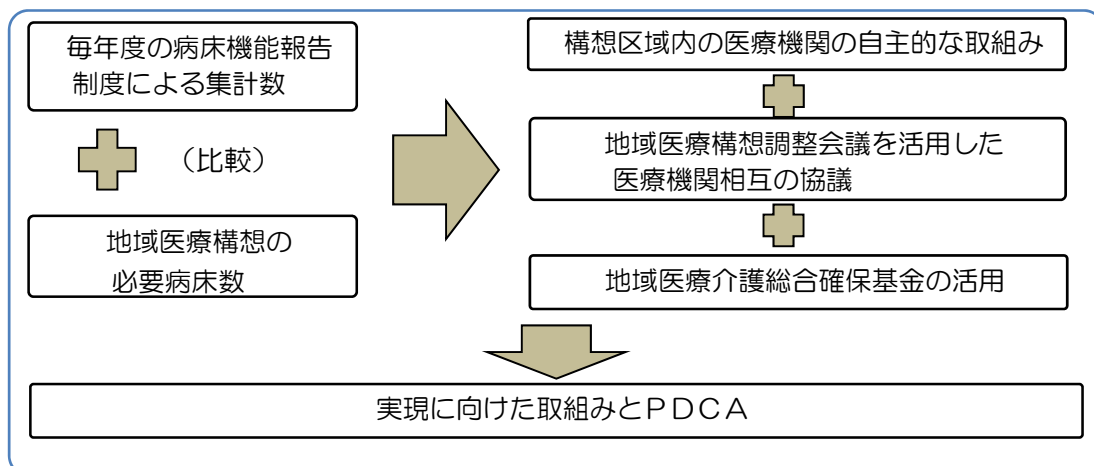 毎年度の病床機能報告
制度による集計数
（比較）
地域医療構想の
必要病床数
構想区域内の医療機関の自主的な取組み
地域医療構想調整会議を活用した
医療機関相互の協議
地域医療介護総合確保基金の活用
実現に向けた取組みとＰＤＣＡ